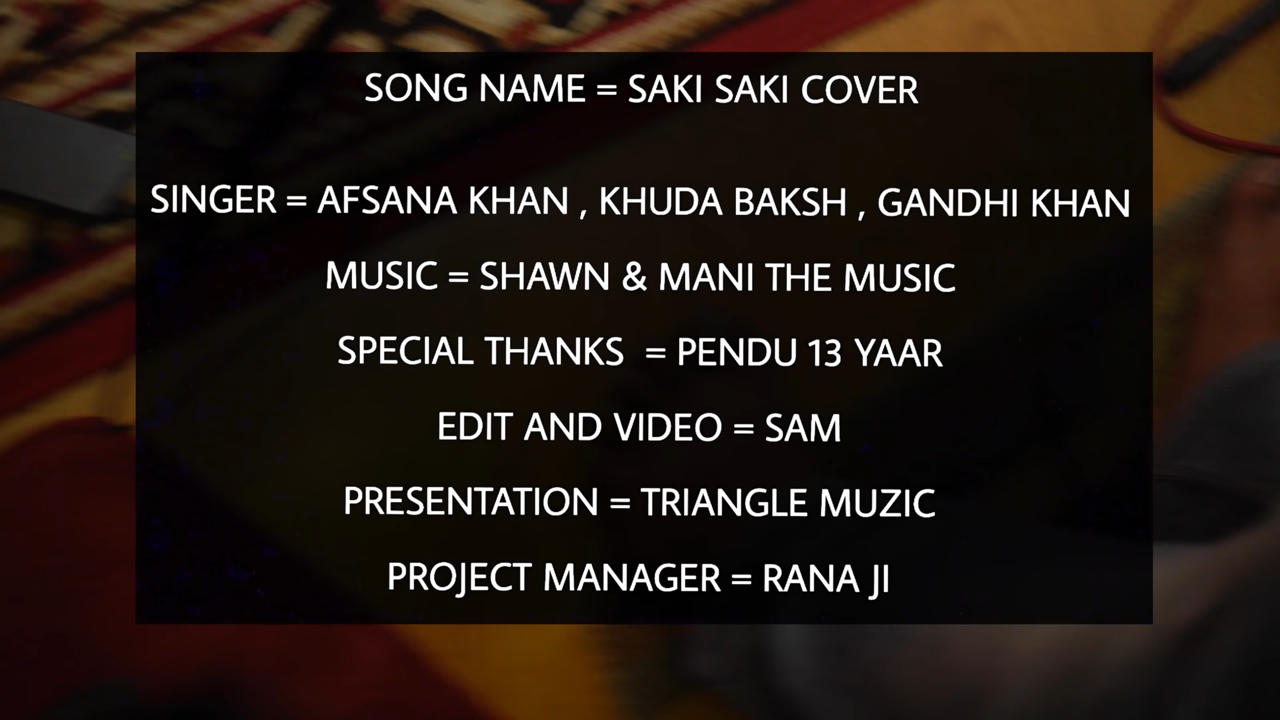 SONG NAME = SAKI SAKI COVER
SINGER = AFSANA KHAN , KHUDA BAKSH , GANDHI KHAN
MUSIC = SHAWN & MANI THE MUSIC
SPECIAL THANKS  = PENDU 13 YAAR
EDIT AND VIDEO = SAM
PRESENTATION = TRIANGLE MUZIC
PROJECT MANAGER = RANA JI